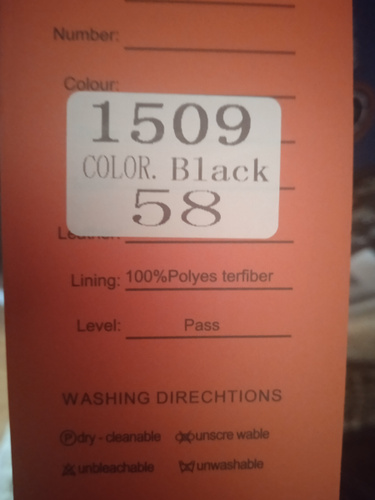 Number:
Colour:
1509
COLOR. Black
58
Leather:
Lining: 100%Polyes terfiber
Level: Pass
WASHING DIRECHTIONS
P dry - cleanable unscre wable
unbleachable unwashable